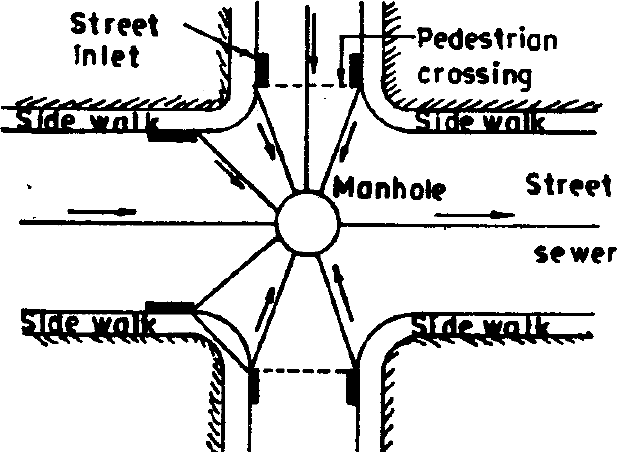 Street
Inlet
Pedestrian
crossing
Side walk
Side walk
Manhole
Street
sewer
Side walk
Side walk